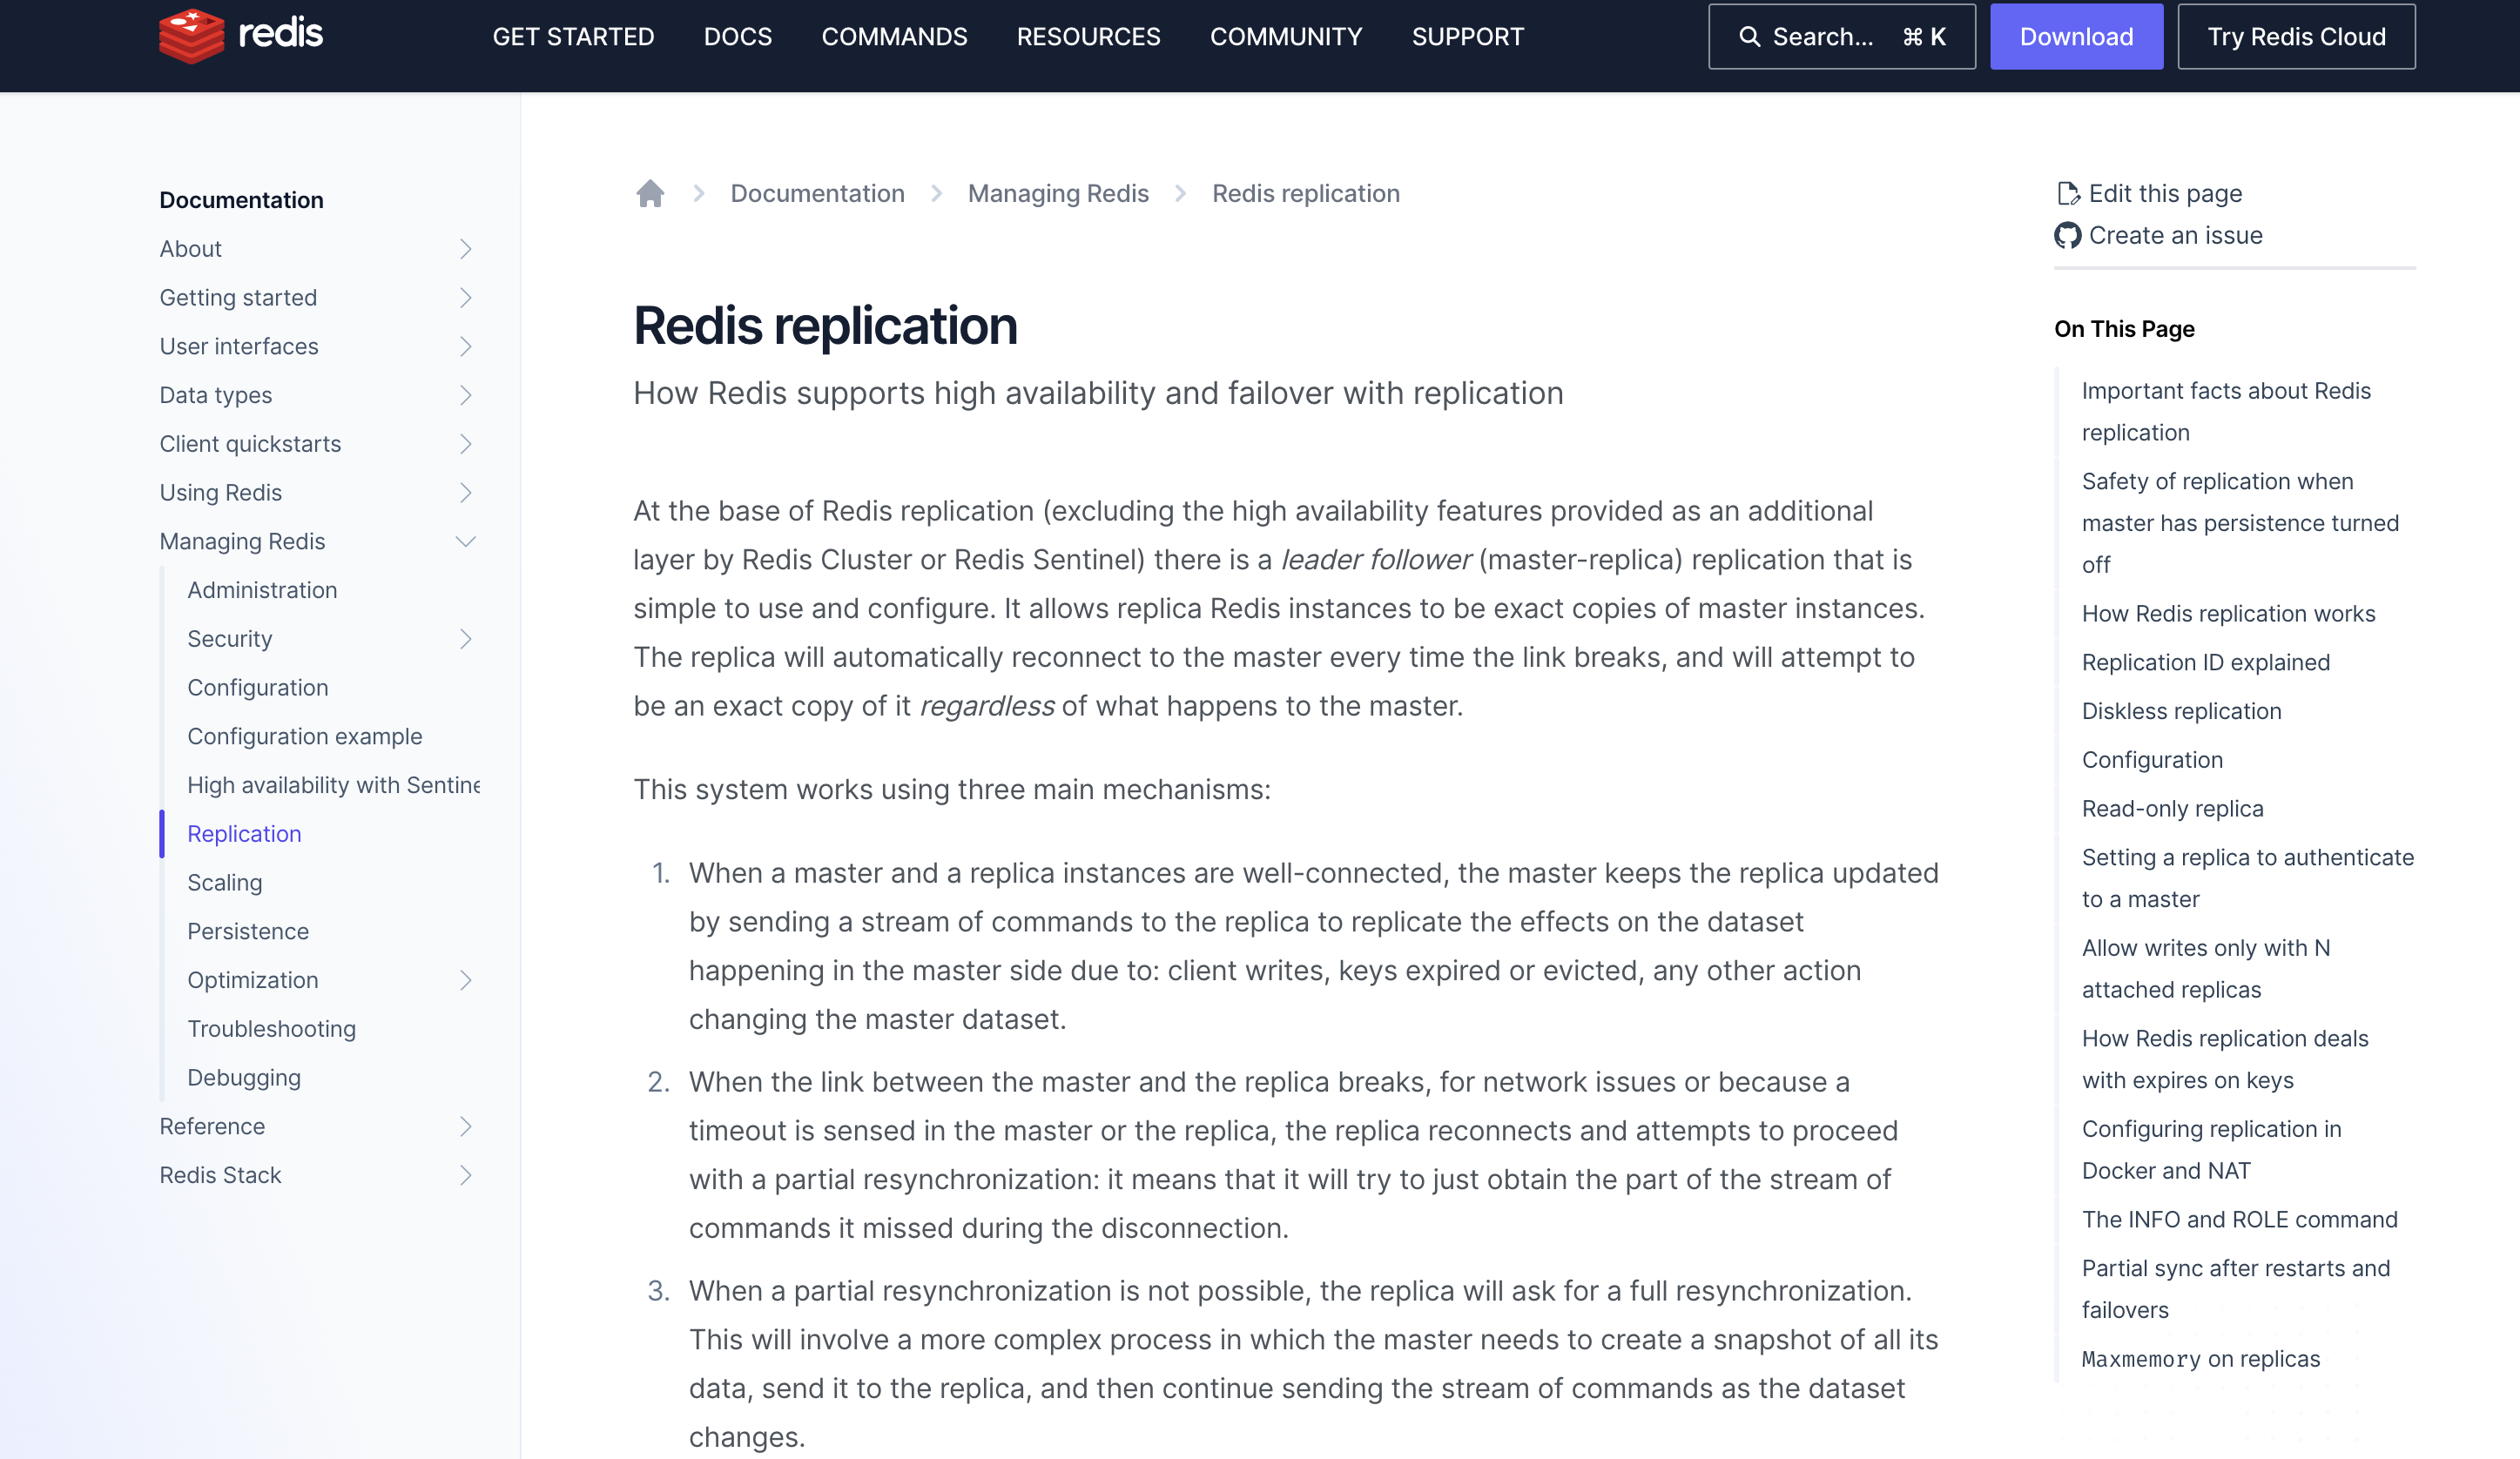 redis
GET STARTED
DOCS
COMMANDS
RESOURCES
COMMUNITY
SUPPORT
Search... ⌘ K
Download
Try Redis Cloud
Documentation
About
Getting started
User interfaces
Data types
Client quickstarts
Using Redis
Managing Redis
Administration
Security
Configuration
Configuration example
High availability with Sentine
Replication
Scaling
Persistence
Optimization
Troubleshooting
Debugging
Reference
Redis Stack
Documentation > Managing Redis > Redis replication
Redis replication
How Redis supports high availability and failover with replication
At the base of Redis replication (excluding the high availability features provided as an additional
layer by Redis Cluster or Redis Sentinel) there is a leader follower (master-replica) replication that is
simple to use and configure. It allows replica Redis instances to be exact copies of master instances.
The replica will automatically reconnect to the master every time the link breaks, and will attempt to
be an exact copy of it regardless of what happens to the master.
This system works using three main mechanisms:
1. When a master and a replica instances are well-connected, the master keeps the replica updated
by sending a stream of commands to the replica to replicate the effects on the dataset
happening in the master side due to: client writes, keys expired or evicted, any other action
changing the master dataset.
2. When the link between the master and the replica breaks, for network issues or because a
timeout is sensed in the master or the replica, the replica reconnects and attempts to proceed
with a partial resynchronization: it means that it will try to just obtain the part of the stream of
commands it missed during the disconnection.
3. When a partial resynchronization is not possible, the replica will ask for a full resynchronization.
This will involve a more complex process in which the master needs to create a snapshot of all its
data, send it to the replica, and then continue sending the stream of commands as the dataset
changes.
Edit this page
Create an issue
On This Page
Important facts about Redis
replication
Safety of replication when
master has persistence turned
off
How Redis replication works
Replication ID explained
Diskless replication
Configuration
Read-only replica
Setting a replica to authenticate
to a master
Allow writes only with N
attached replicas
How Redis replication deals
with expires on keys
Configuring replication in
Docker and NAT
The INFO and ROLE command
Partial sync after restarts and
failovers
Maxmemory on replicas